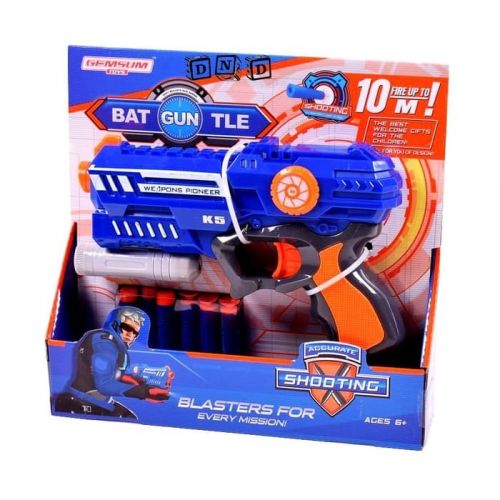 GEMSUM
TOYS
DND
SHOOTING
10 FIRE UP TO
M!
THE BEST
WELCOME GIFTS
FOR THE
CHILDREN!
FOR YOU OF DESIGN!
BAT GUN TLE
WEAPONS PIONEER
K5
ACCURATE
SHOOTING
BLASTERS FOR
EVERY MISSION!
AGES 6+